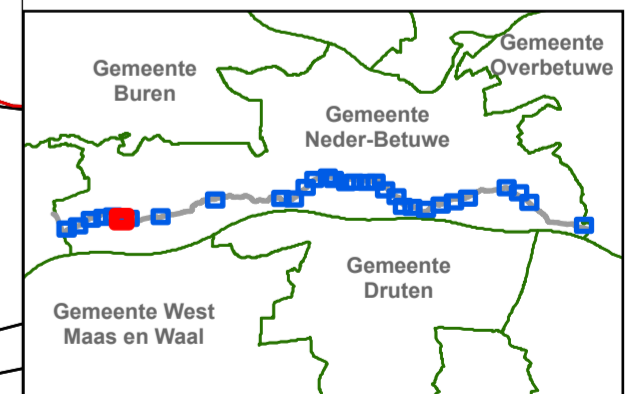 Gemeente
Buren
Gemeente
Overbetuwe
Gemeente
Neder-Betuwe
Gemeente
Druten
Gemeente West
Maas en Waal